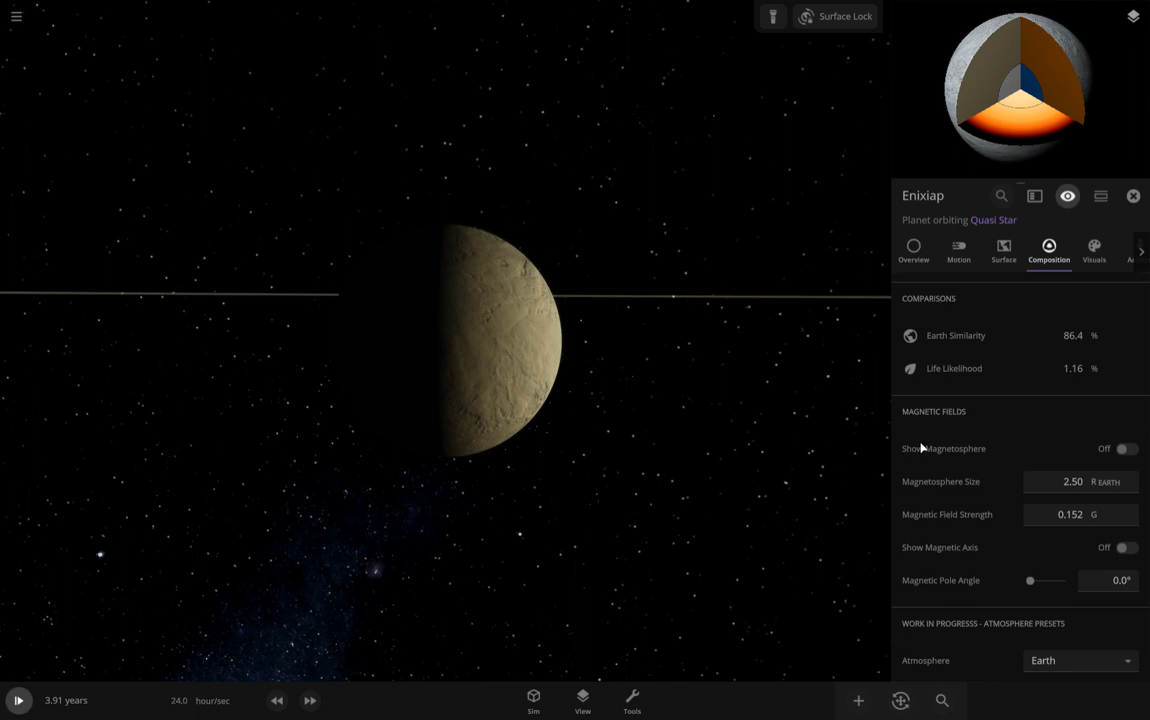 Surface Lock
Enixiap
Planet orbiting Quasi Star
Overview Motion Surface Composition Visuals
COMPARISONS
Earth Similarity 86.4 %
Life Likelihood 1.16 %
MAGNETIC FIELDS
Show Magnetosphere Off
Magnetosphere Size 2.50 R EARTH
Magnetic Field Strength 0.152 G
Show Magnetic Axis Off
Magnetic Pole Angle 0.0°
WORK IN PROGRESSS - ATMOSPHERE PRESETS
Atmosphere Earth
3.91 years 24.0 hour/sec Sim View Tools